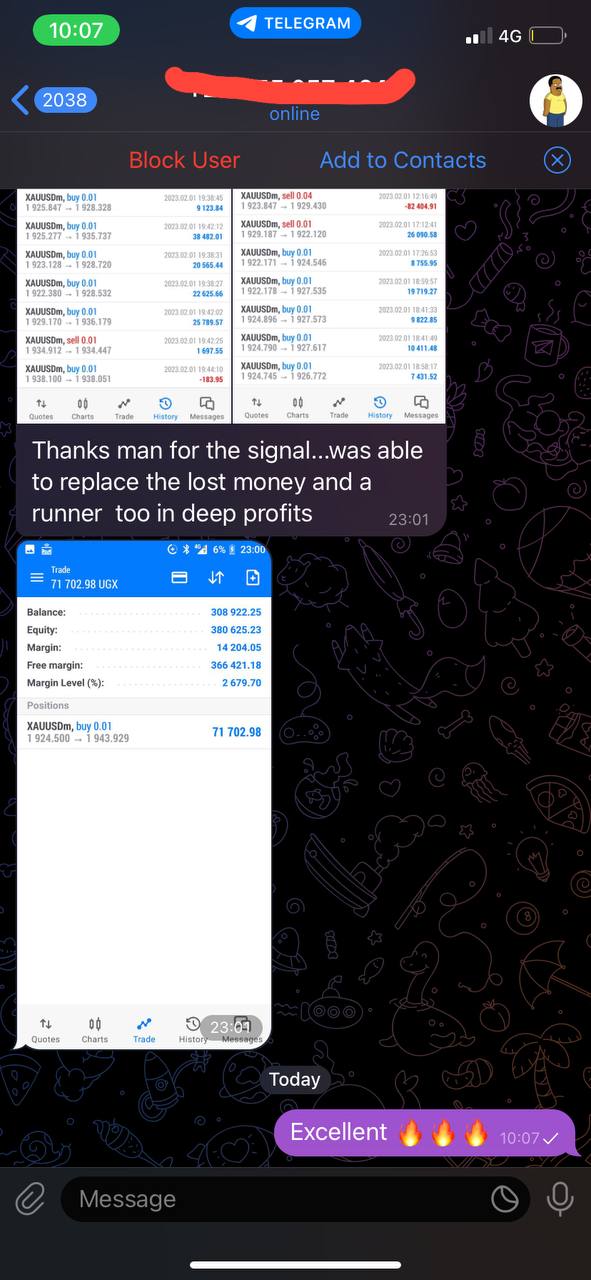 10:07
TELEGRAM
4G
2038
online
Block User
Add to Contacts
XAUUSDm, buy 0.01 2023.02.01 19:38:45
1 925.847 → 1 928.328 9 123.84
XAUUSDm, buy 0.01 2023.02.01 19:42:12
1 925.277 → 1 935.737 38 482.01
XAUUSDm, buy 0.01 2023.02.01 19:38:31
1 923.128 → 1 928.720 20 565.44
XAUUSDm, buy 0.01 2023.02.01 19:38:27
1 922.380 → 1 928.532 22 625.66
XAUUSDm, buy 0.01 2023.02.01 19:42:02
1 929.170 → 1 936.179 25 789.57
XAUUSDm, sell 0.01 2023.02.01 19:42:25
1 934.912 → 1 934.447 1 697.55
XAUUSDm, buy 0.01 2023.02.01 19:44:10
1 938.100 → 1 938.051 -183.95
Quotes Charts Trade History Messages
XAUUSDm, sell 0.04 2023.02.01 12:16:49
1 923.847 → 1 929.430 -82 404.91
XAUUSDm, sell 0.01 2023.02.01 17:12:41
1 929.187 → 1 922.120 26 090.58
XAUUSDm, buy 0.01 2023.02.01 17:26:53
1 922.171 → 1 924.546 8 755.95
XAUUSDm, buy 0.01 2023.02.01 18:59:57
1 922.178 → 1 927.535 19 719.27
XAUUSDm, buy 0.01 2023.02.01 18:41:33
1 924.896 → 1 927.573 9 822.85
XAUUSDm, buy 0.01 2023.02.01 18:41:49
1 924.790 → 1 927.617 10 411.48
XAUUSDm, buy 0.01 2023.02.01 18:58:17
1 924.745 → 1 926.772 7 431.52
Quotes Charts Trade History Messages
Thanks man for the signal...was able
to replace the lost money and a
runner too in deep profits
23:01
6% 23:00
Trade
71 702.98 UGX
Balance: 308 922.25
Equity: 380 625.23
Margin: 14 204.05
Free margin: 366 421.18
Margin Level (%): 2 679.70
Positions
XAUUSDm, buy 0.01
1 924.500 → 1 943.929 71 702.98
Quotes Charts Trade History Messages
23:01
Today
Excellent 🔥🔥🔥 10:07
Message